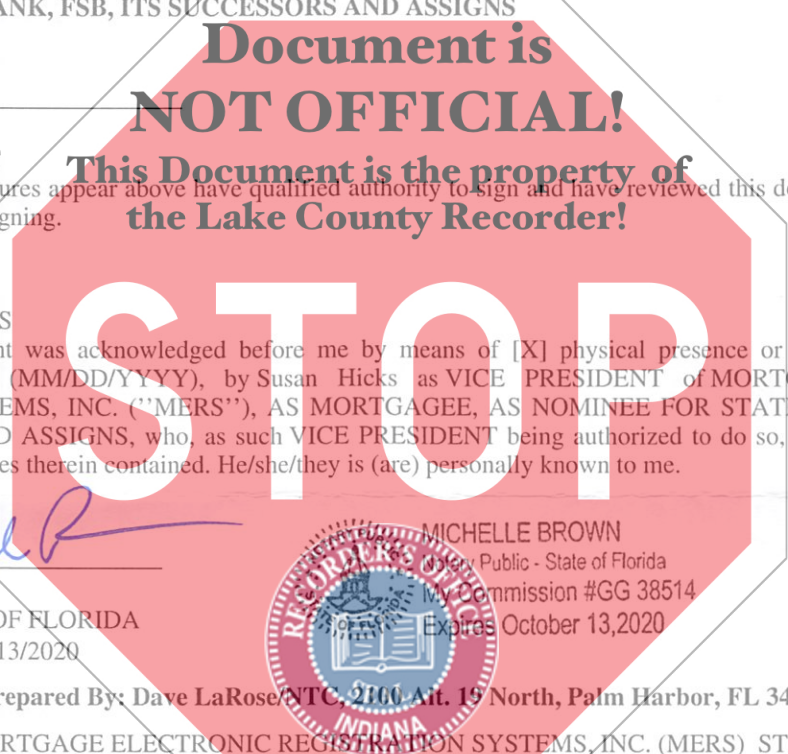 ANK, FSB, ITS SUCCESSORS AND ASSIGNS
Document is
NOT OFFICIAL!
This Document is the property of
the Lake County Recorder!
ures appear above have qualified authority to sign and have reviewed this d
gning.
STOP
S
nt was acknowledged before me by means of [X] physical presence or
(MM/DD/YYYY), by Susan Hicks as VICE PRESIDENT of MORT
EMS, INC. (''MERS''), AS MORTGAGEE, AS NOMINEE FOR STAT
D ASSIGNS, who, as such VICE PRESIDENT being authorized to do so,
es therein contained. He/she/they is (are) personally known to me.
MICHELLE BROWN
Notary Public - State of Florida
My Commission #GG 38514
Expires October 13,2020
RECORDER'S OFFICE
SEAL
INDIANA
OF FLORIDA
13/2020
repared By: Dave LaRose/NTC, 2100 Alt. 19 North, Palm Harbor, FL 34
RTGAGE ELECTRONIC REGISTRATION SYSTEMS, INC. (MERS) ST